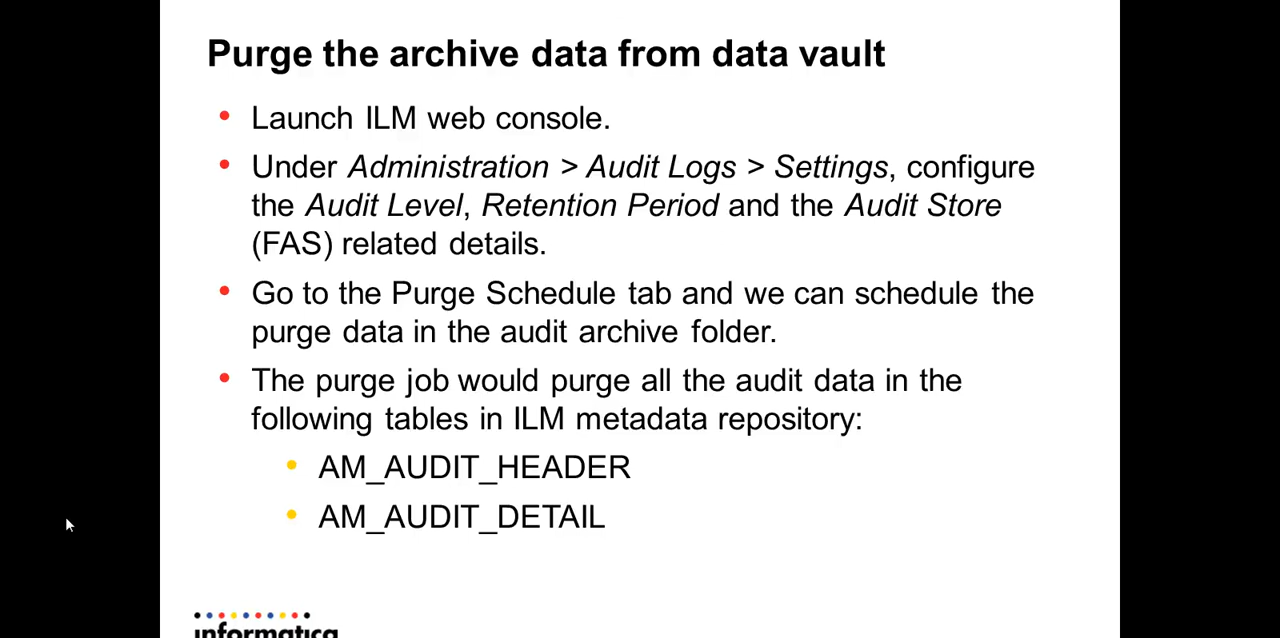 Purge the archive data from data vault
• Launch ILM web console.
• Under Administration > Audit Logs > Settings, configure
the Audit Level, Retention Period and the Audit Store
(FAS) related details.
• Go to the Purge Schedule tab and we can schedule the
purge data in the audit archive folder.
• The purge job would purge all the audit data in the
following tables in ILM metadata repository:
• AM_AUDIT_HEADER
• AM_AUDIT_DETAIL
informatica